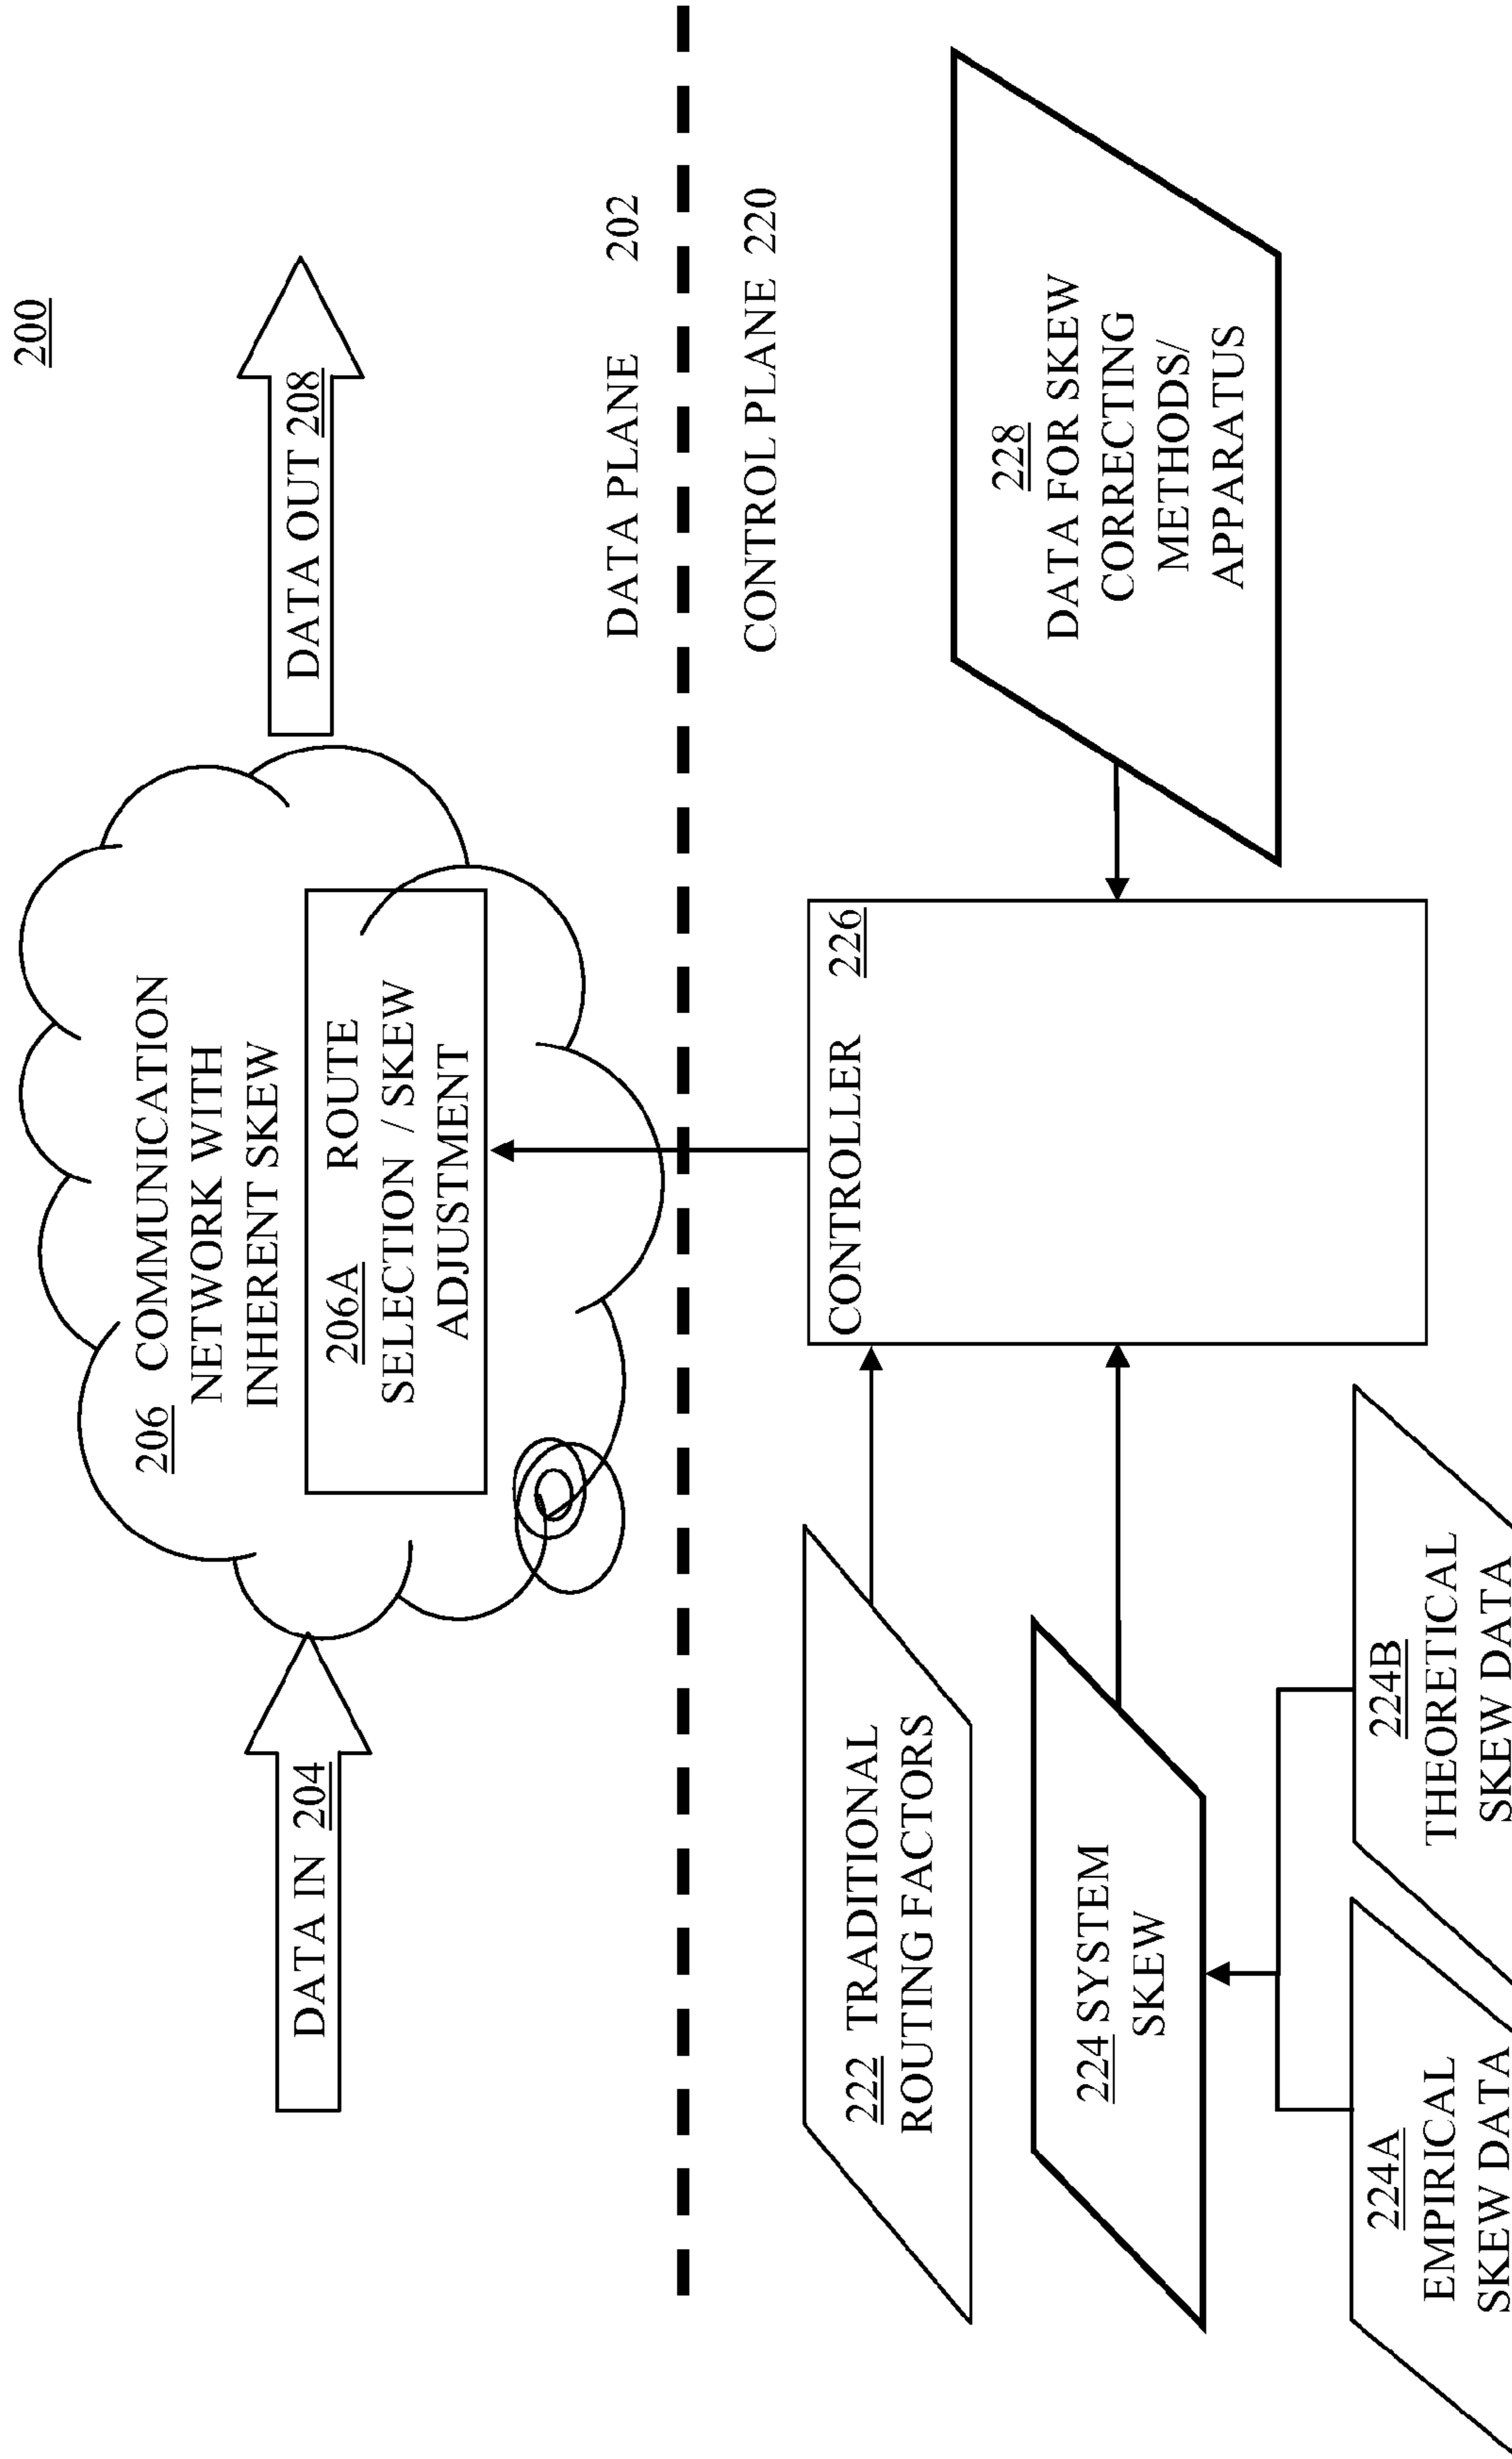 200
206 COMMUNICATION
NETWORK WITH
INHERENT SKEW
206A ROUTE
SELECTION / SKEW
ADJUSTMENT
DATA IN 204
DATA OUT 208
DATA PLANE 202
CONTROL PLANE 220
222 TRADITIONAL
ROUTING FACTORS
CONTROLLER 226
228
DATA FOR SKEW
CORRECTING
METHODS/
APPARATUS
224 SYSTEM
SKEW
224A
EMPIRICAL
SKEW DATA
224B
THEORETICAL
SKEW DATA